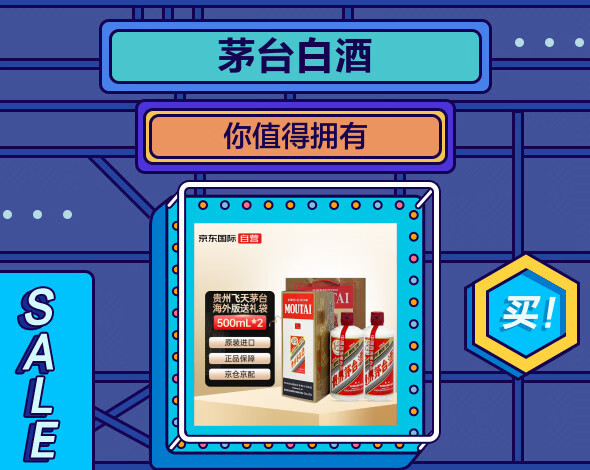 茅台白酒
你值得拥有
京东国际 自营
贵州飞天茅台
海外版送礼袋
500mL*2
原装进口
正品保障
京仓京配
MOUTAI
买!
SALE